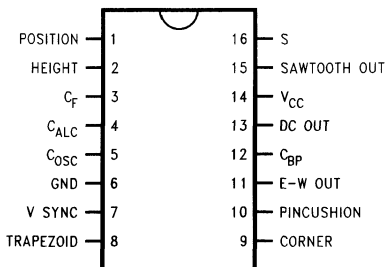 POSITION 1 16 S
HEIGHT 2 15 SAWTOOTH OUT
CF 3 14 VCC
CALC 4 13 DC OUT
COSC 5 12 CBP
GND 6 11 E-W OUT
V SYNC 7 10 PINCUSHION
TRAPEZOID 8 9 CORNER